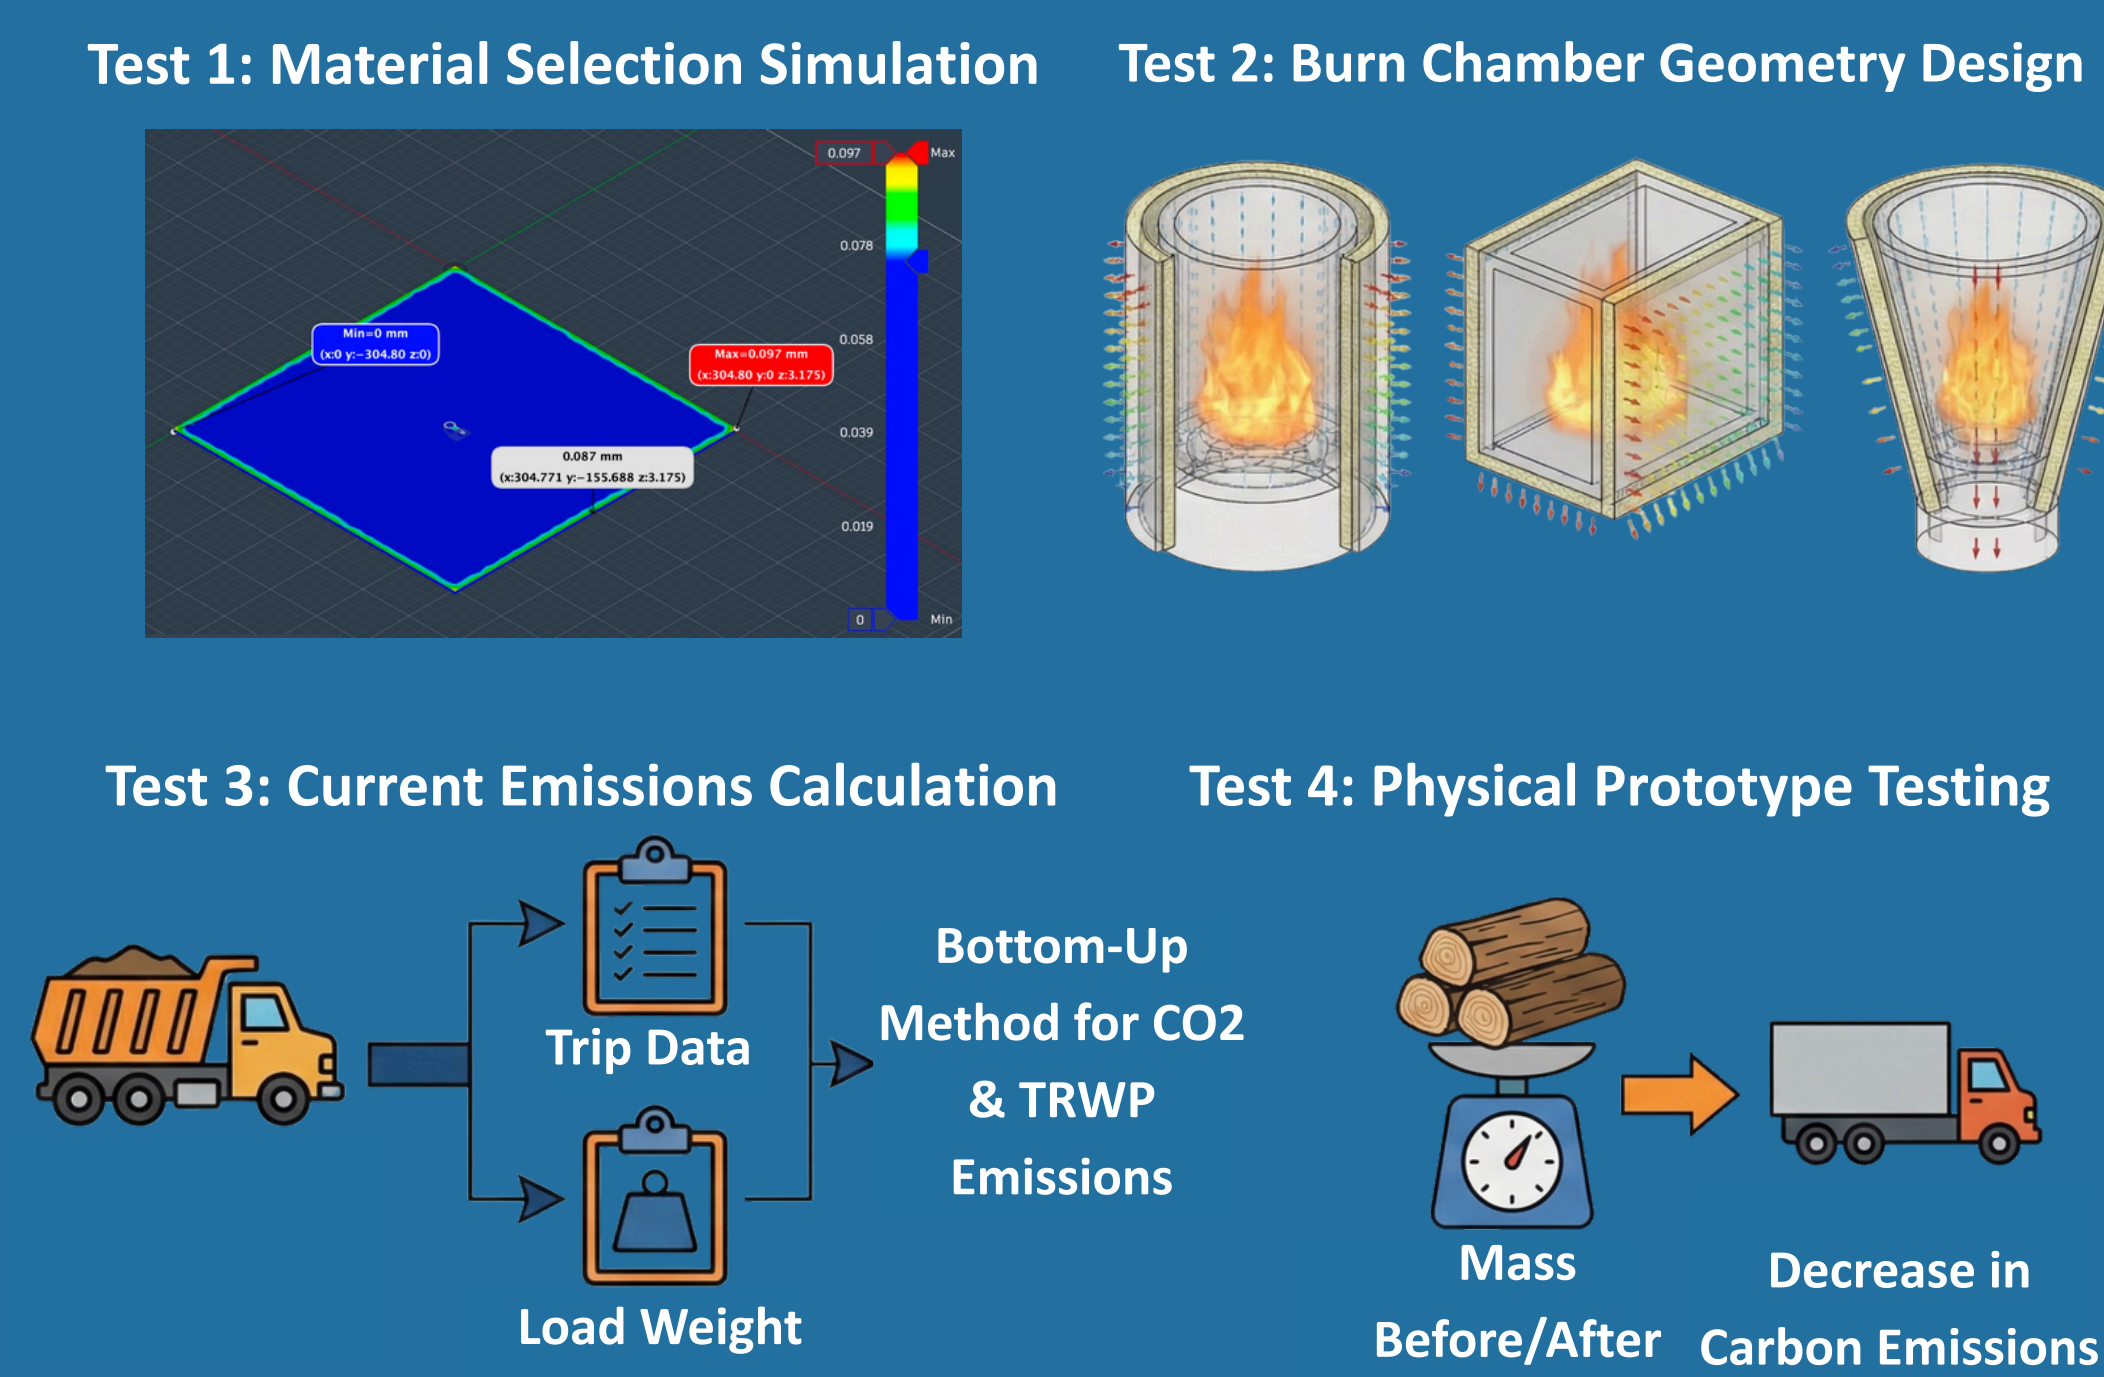 Test 1: Material Selection Simulation
0.097
Max
0.078
0.058
0.039
0.019
0
Min
Min=0 mm
(x:0 y:−304.80 z:0)
Max=0.097 mm
(x:304.80 y:0 z:3.175)
0.087 mm
(x:304.771 y:−155.688 z:3.175)
Test 2: Burn Chamber Geometry Design
Test 3: Current Emissions Calculation
Trip Data
Load Weight
Bottom-Up
Method for CO2
& TRWP
Emissions
Test 4: Physical Prototype Testing
Mass
Before/After
Decrease in
Carbon Emissions